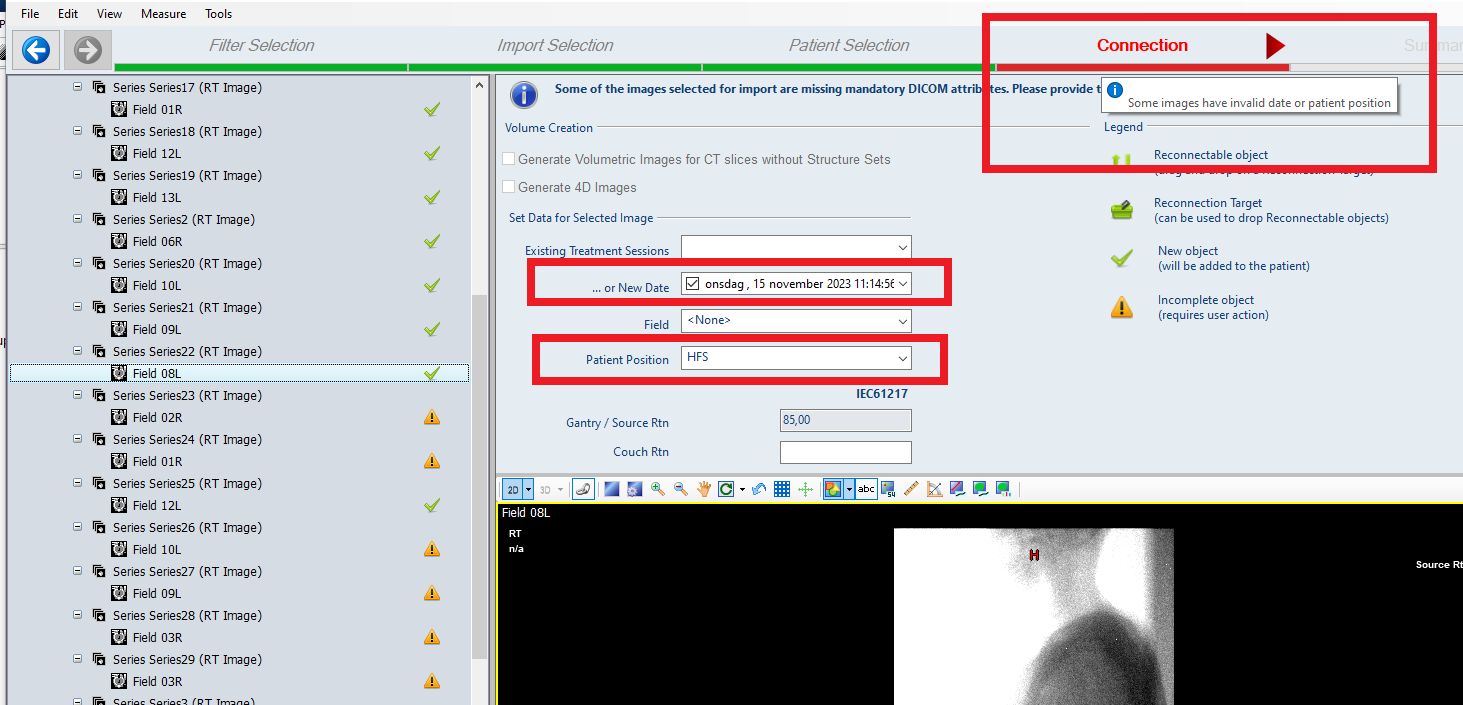 File Edit View Measure Tools
Filter Selection Import Selection Patient Selection Connection
Series Series17 (RT Image)
Field 01R
Series Series18 (RT Image)
Field 12L
Series Series19 (RT Image)
Field 13L
Series Series2 (RT Image)
Field 06R
Series Series20 (RT Image)
Field 10L
Series Series21 (RT Image)
Field 09L
Series Series22 (RT Image)
Field 08L
Series Series23 (RT Image)
Field 02R
Series Series24 (RT Image)
Field 01R
Series Series25 (RT Image)
Field 12L
Series Series26 (RT Image)
Field 10L
Series Series27 (RT Image)
Field 09L
Series Series28 (RT Image)
Field 03R
Series Series29 (RT Image)
Field 03R
Series Series3 (RT Image)
Some of the images selected for import are missing mandatory DICOM attributes. Please provide t
Some images have invalid date or patient position
Volume Creation
Generate Volumetric Images for CT slices without Structure Sets
Generate 4D Images
Set Data for Selected Image
Existing Treatment Sessions
... or New Date onsdag , 15 november 2023 11:14:56
Field <None>
Patient Position HFS
IEC61217
Gantry / Source Rtn 85,00
Couch Rtn
Legend
Reconnectable object
(drag and drop on a Reconnection Target)
Reconnection Target
(can be used to drop Reconnectable objects)
New object
(will be added to the patient)
Incomplete object
(requires user action)
2D 3D abc
Field 08L
RT
n/a
H
Source Rt